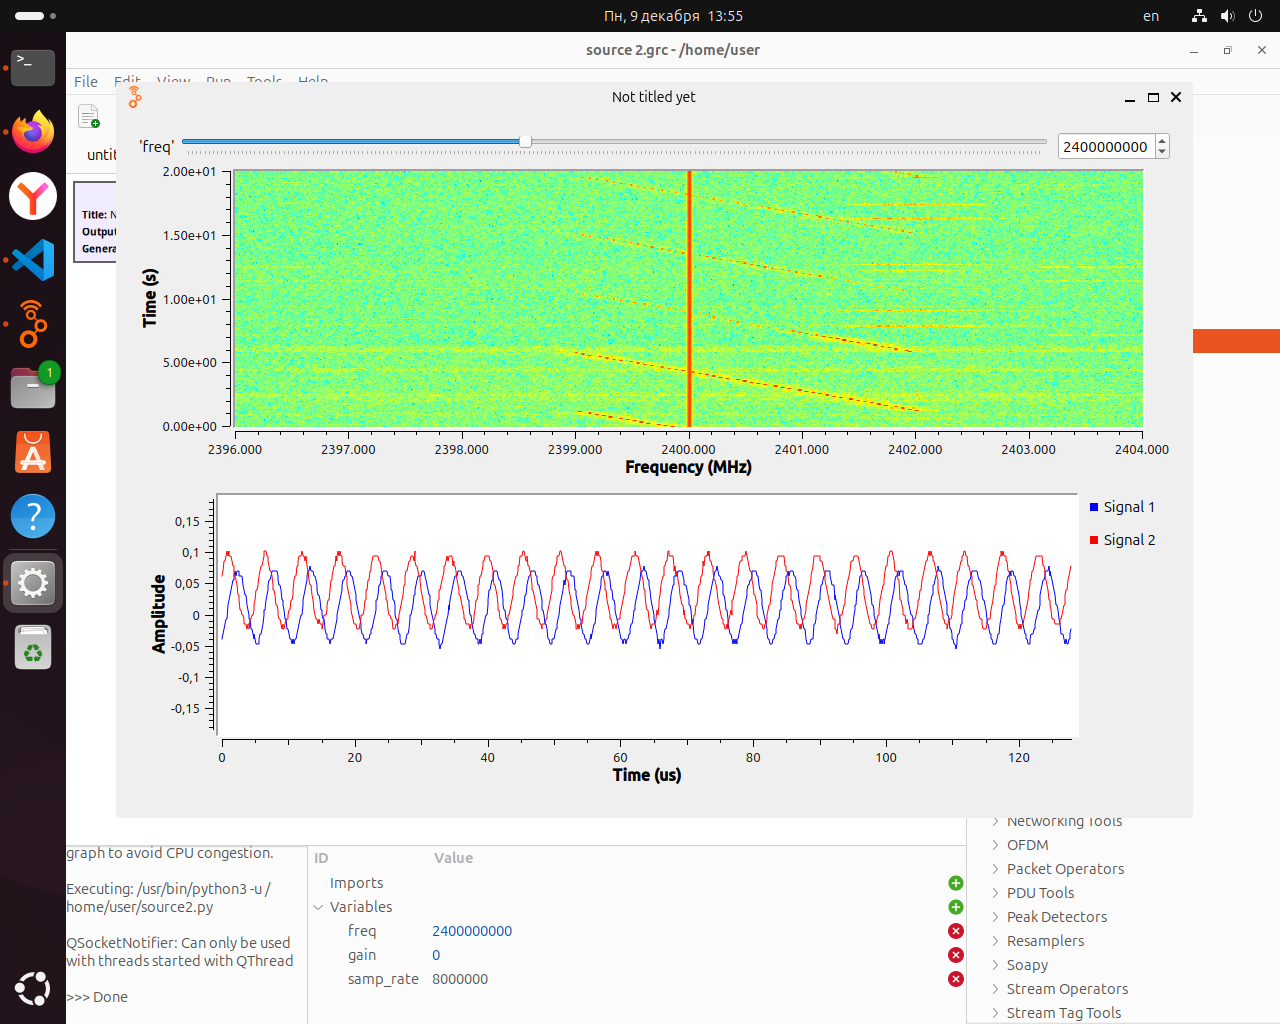 Пн, 9 декабря 13:55
en
source 2.grc - /home/user
File Edit View Run Tools Help
Not titled yet
'freq'
2400000000
Title:
Output
Genera
2.00e+01
1.50e+01
1.00e+01
5.00e+00
0.00e+00
Time (s)
2396.000 2397.000 2398.000 2399.000 2400.000 2401.000 2402.000 2403.000 2404.000
Frequency (MHz)
0,15
0,1
0,05
0
-0,05
-0,1
-0,15
Amplitude
Signal 1
Signal 2
0 20 40 60 80 100 120
Time (us)
1
graph to avoid CPU congestion.
Executing: /usr/bin/python3 -u /
home/user/source2.py
QSocketNotifier: Can only be used
with threads started with QThread
>>> Done
ID Value
Imports
Variables
freq 2400000000
gain 0
samp_rate 8000000
Networking Tools
OFDM
Packet Operators
PDU Tools
Peak Detectors
Resamplers
Soapy
Stream Operators
Stream Tag Tools